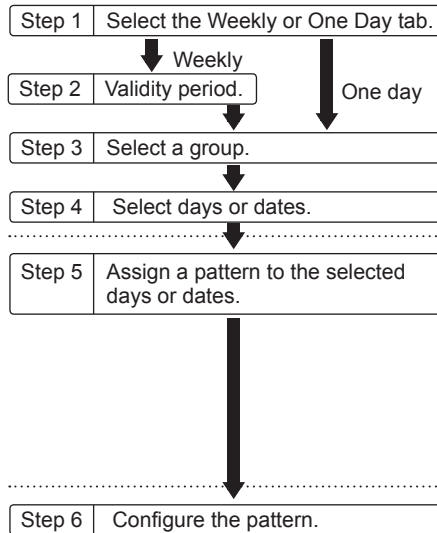 Step 1 Select the Weekly or One Day tab.
Weekly
Step 2 Validity period.
One day
Step 3 Select a group.
Step 4 Select days or dates.
Step 5 Assign a pattern to the selected
days or dates.
Step 6 Configure the pattern.